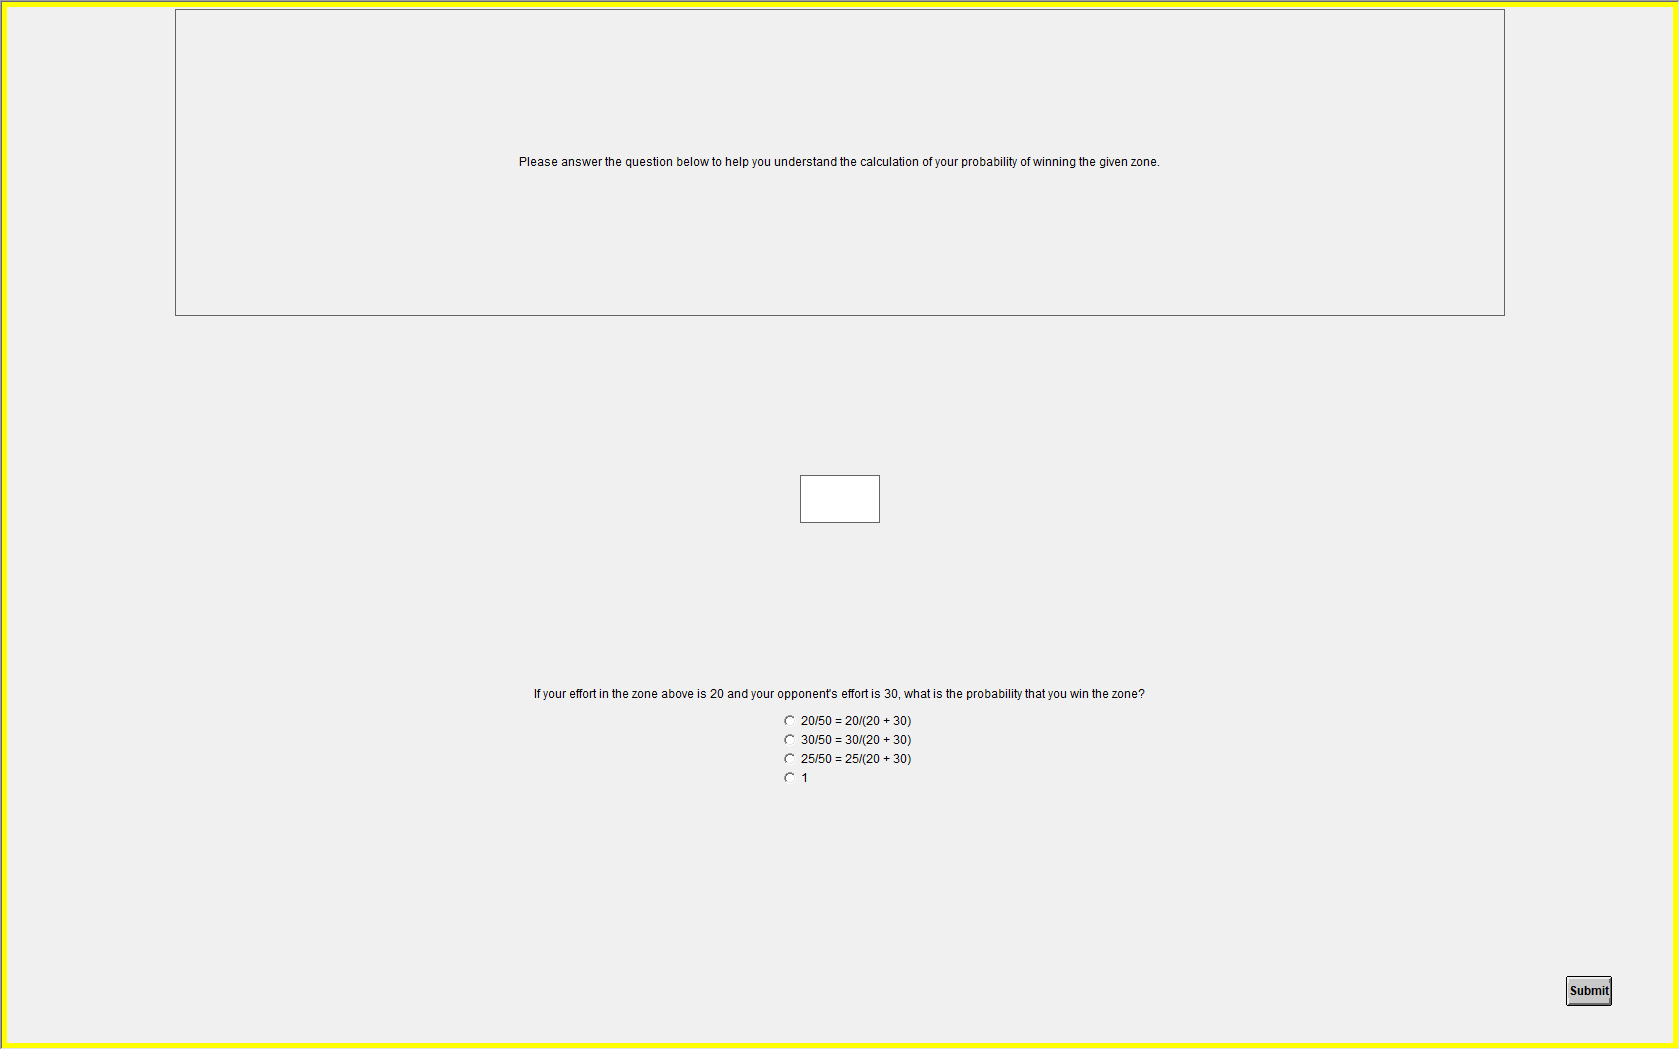 Please answer the question below to help you understand the calculation of your probability of winning the given zone.
If your effort in the zone above is 20 and your opponent's effort is 30, what is the probability that you win the zone?
20/50 = 20/(20 + 30)
30/50 = 30/(20 + 30)
25/50 = 25/(20 + 30)
1
Submit